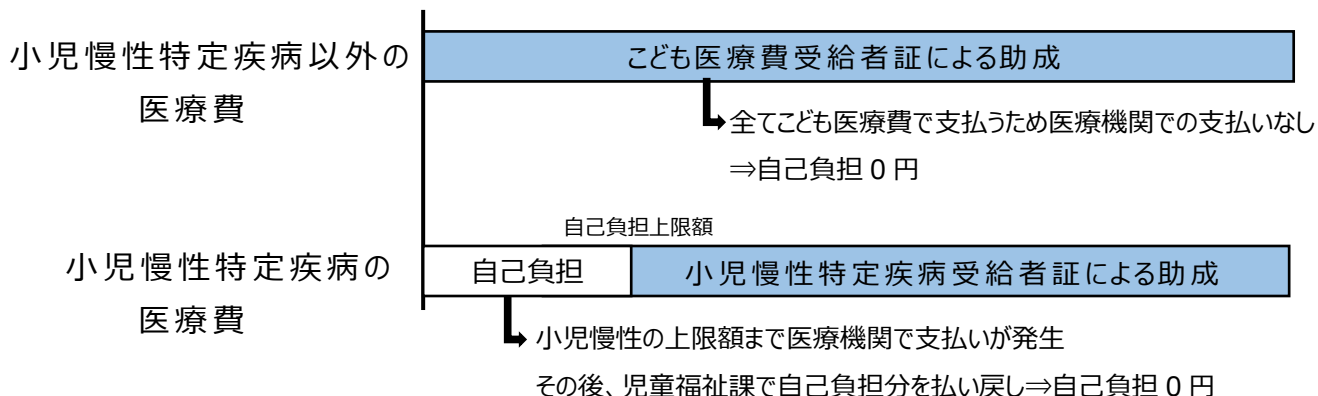 小児慢性特定疾病以外の
医療費
こども医療費受給者証による助成
全てこども医療費で支払うため医療機関での支払いなし
⇒自己負担 0 円
自己負担上限額
小児慢性特定疾病の
医療費
自己負担
小児慢性特定疾病受給者証による助成
小児慢性の上限額まで医療機関で支払いが発生
その後、児童福祉課で自己負担分を払い戻し⇒自己負担 0 円